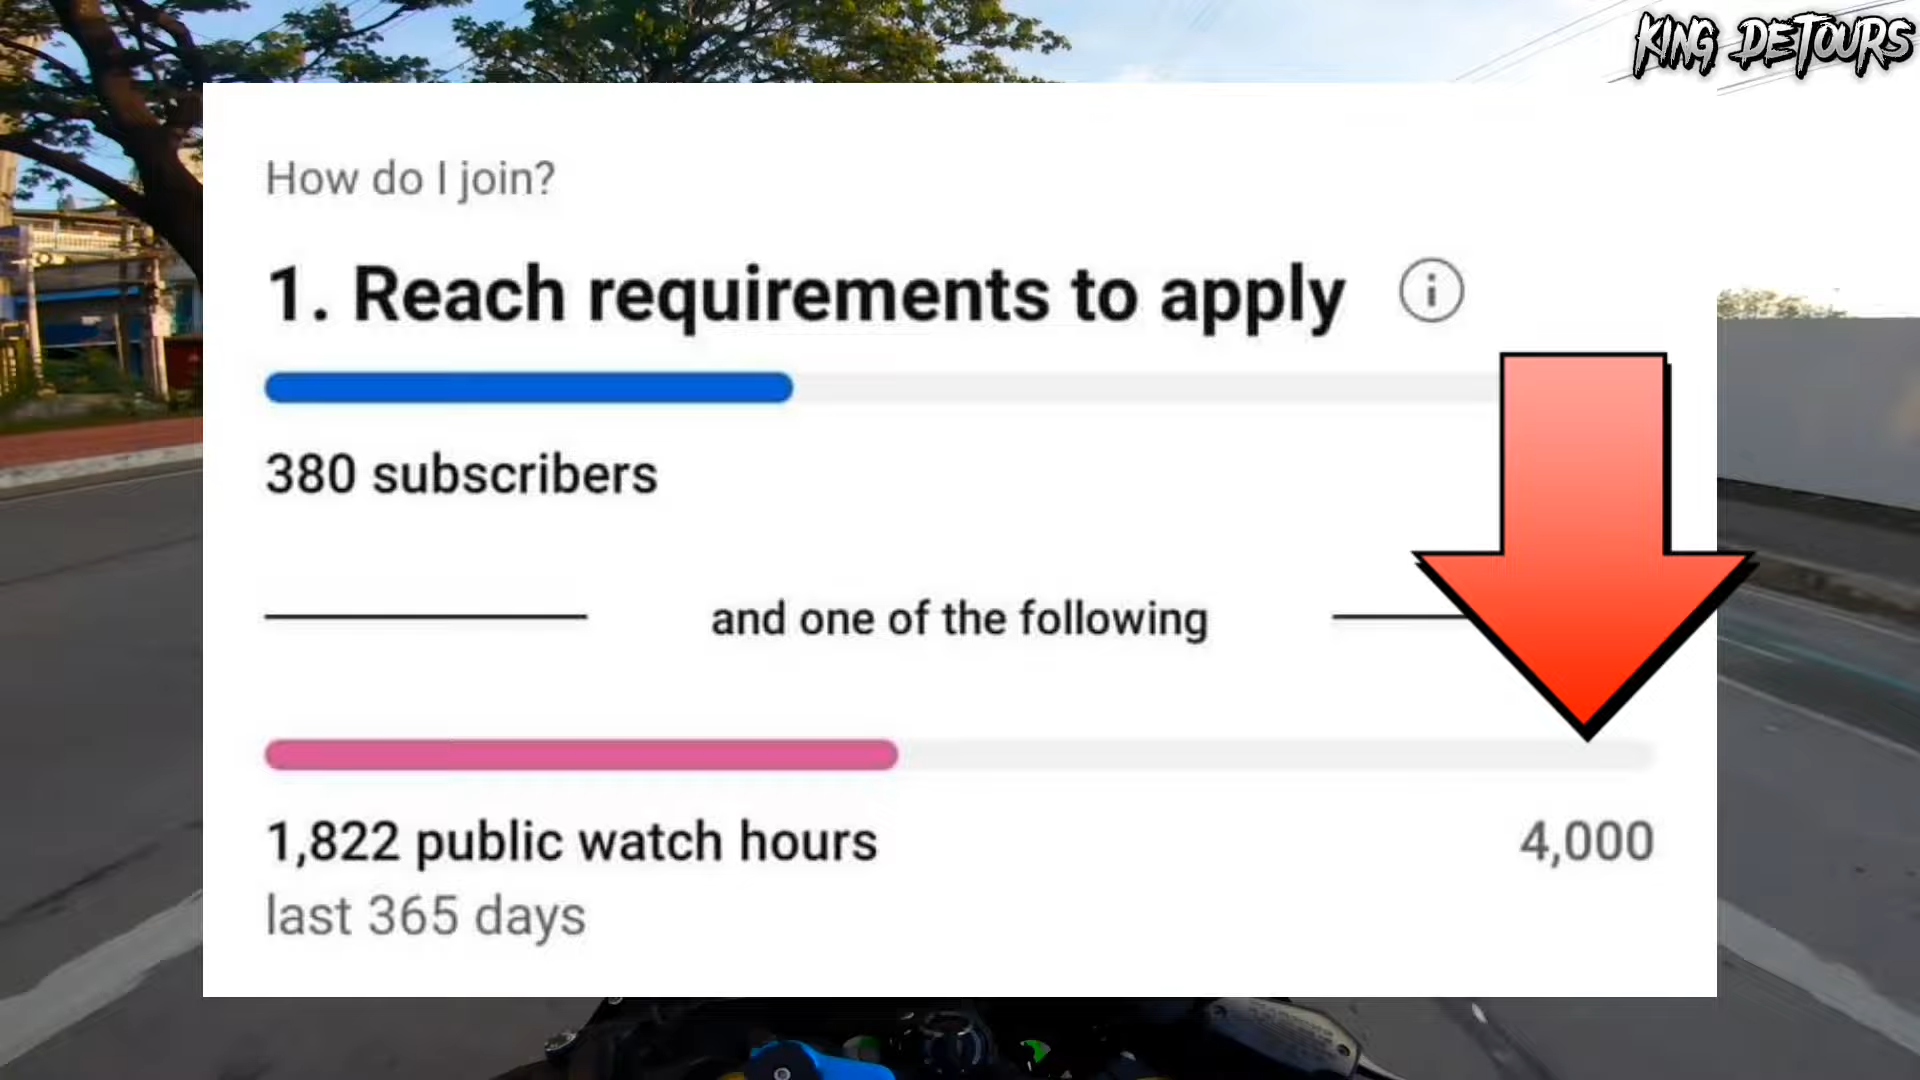 KING DETOURS
How do I join?
1. Reach requirements to apply
380 subscribers
and one of the following
1,822 public watch hours
4,000
last 365 days